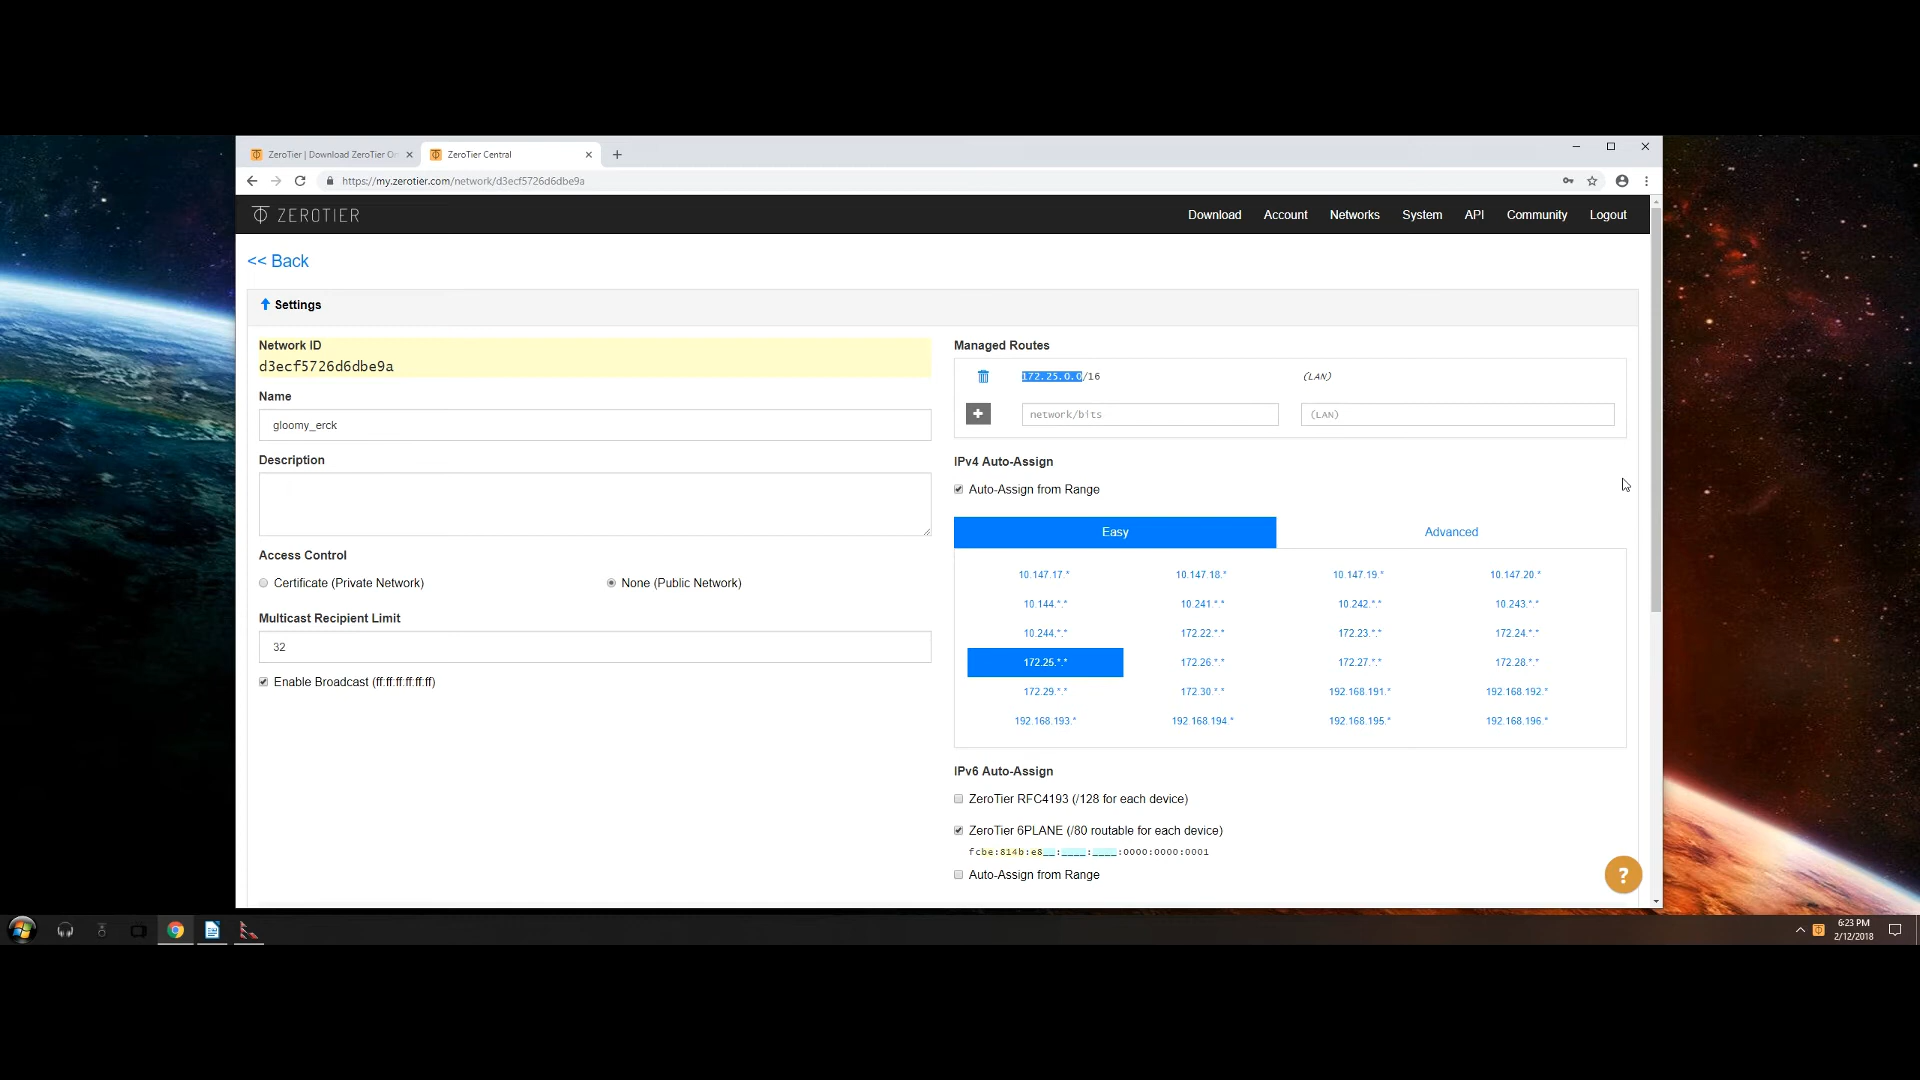 ZeroTier | Download ZeroTier O
ZeroTier Central
https://my.zerotier.com/network/d3ecf5726d6dbe9a
ZEROTIER
Download
Account
Networks
System
API
Community
Logout
<< Back
Settings
Network ID
d3ecf5726d6dbe9a
Name
gloomy_erck
Description
Access Control
Certificate (Private Network)
None (Public Network)
Multicast Recipient Limit
32
Enable Broadcast (ff:ff:ff:ff:ff:ff)
Managed Routes
172.25.0.0/16
(LAN)
network/bits
(LAN)
IPv4 Auto-Assign
Auto-Assign from Range
Easy
Advanced
10.147.17.* 10.147.18.* 10.147.19.* 10.147.20.*
10.144.*.* 10.241.*.* 10.242.*.* 10.243.*.*
10.244.*.* 172.22.*.* 172.23.*.* 172.24.*.*
172.25.*.* 172.26.*.* 172.27.*.* 172.28.*.*
172.29.*.* 172.30.*.* 192.168.191.* 192.168.192.*
192.168.193.* 192.168.194.* 192.168.195.* 192.168.196.*
IPv6 Auto-Assign
ZeroTier RFC4193 (/128 for each device)
ZeroTier 6PLANE (/80 routable for each device)
fcbe:814b:e8__:____:____:0000:0000:0001
Auto-Assign from Range
?
6:23 PM
2/12/2018